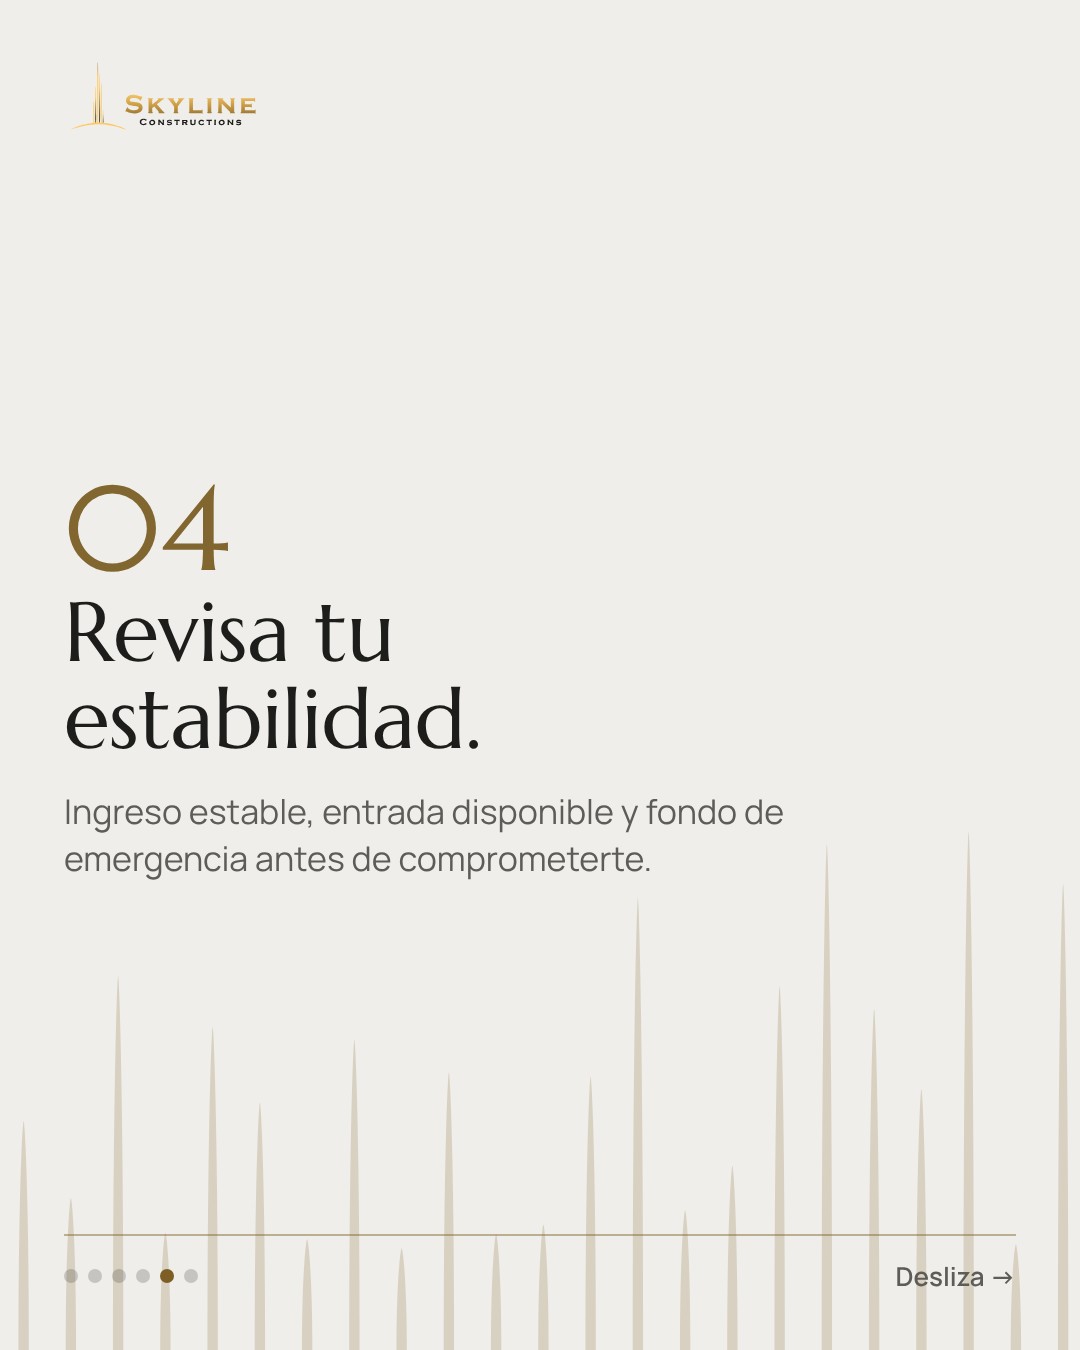 SKYLINE
CONSTRUCTIONS
04
Revisa tu
estabilidad.
Ingreso estable, entrada disponible y fondo de
emergencia antes de comprometerte.
Desliza →